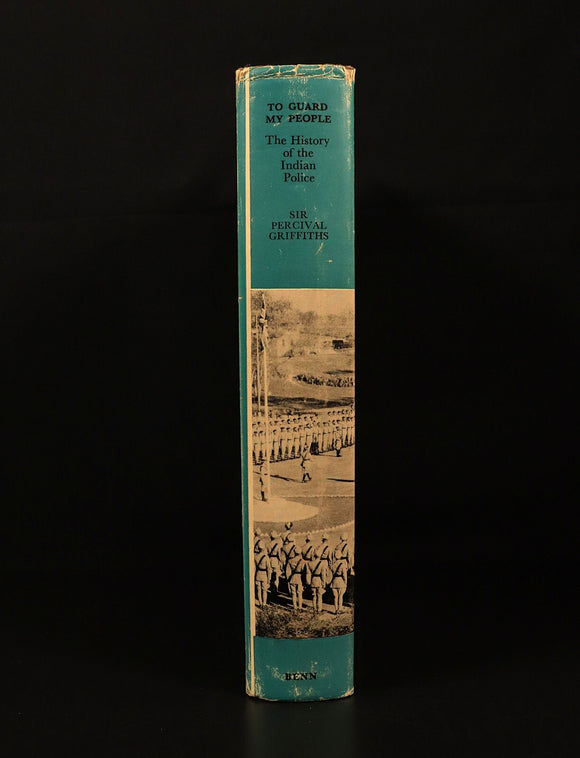 TO GUARD
MY PEOPLE
The History
of the
Indian
Police
SIR
PERCIVAL
GRIFFITHS
BENN